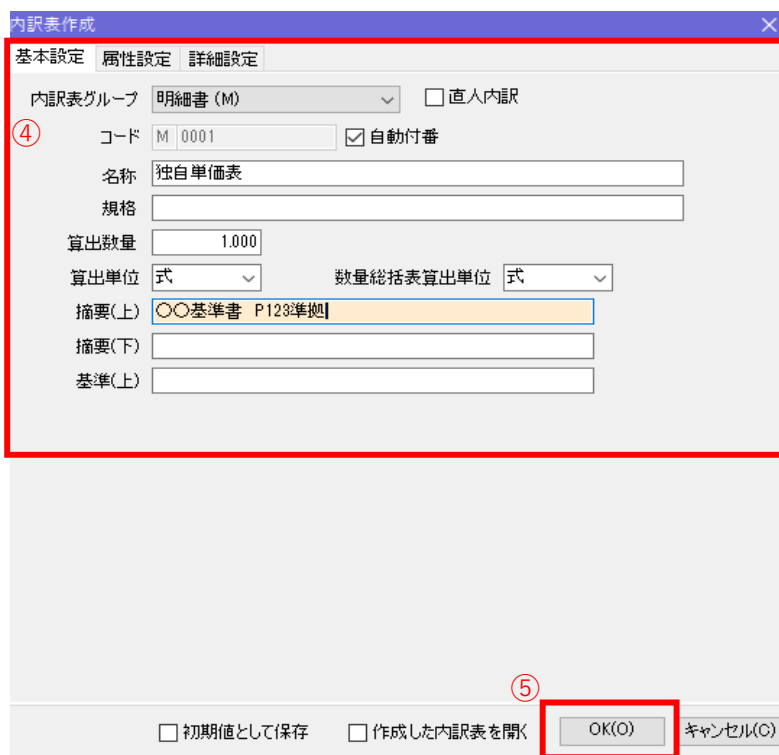 内訳表作成
基本設定 属性設定 詳細設定
内訳表グループ 明細書(M) 直人内訳
④ コード M 0001 自動付番
名称 独自単価表
規格
算出数量 1.000
算出単位 式 数量総括表算出単位 式
摘要(上) 〇〇基準書 P123準拠
摘要(下)
基準(上)
⑤
初期値として保存 作成した内訳表を開く OK(O) キャンセル(C)